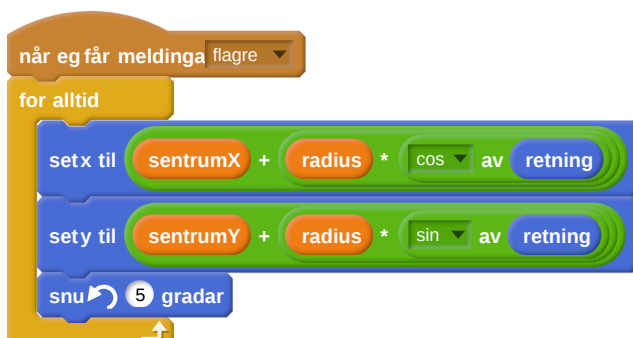 når eg får meldinga flagre
for alltid
set x til sentrumX + radius * cos av retning
set y til sentrumY + radius * sin av retning
snu 5 gradar